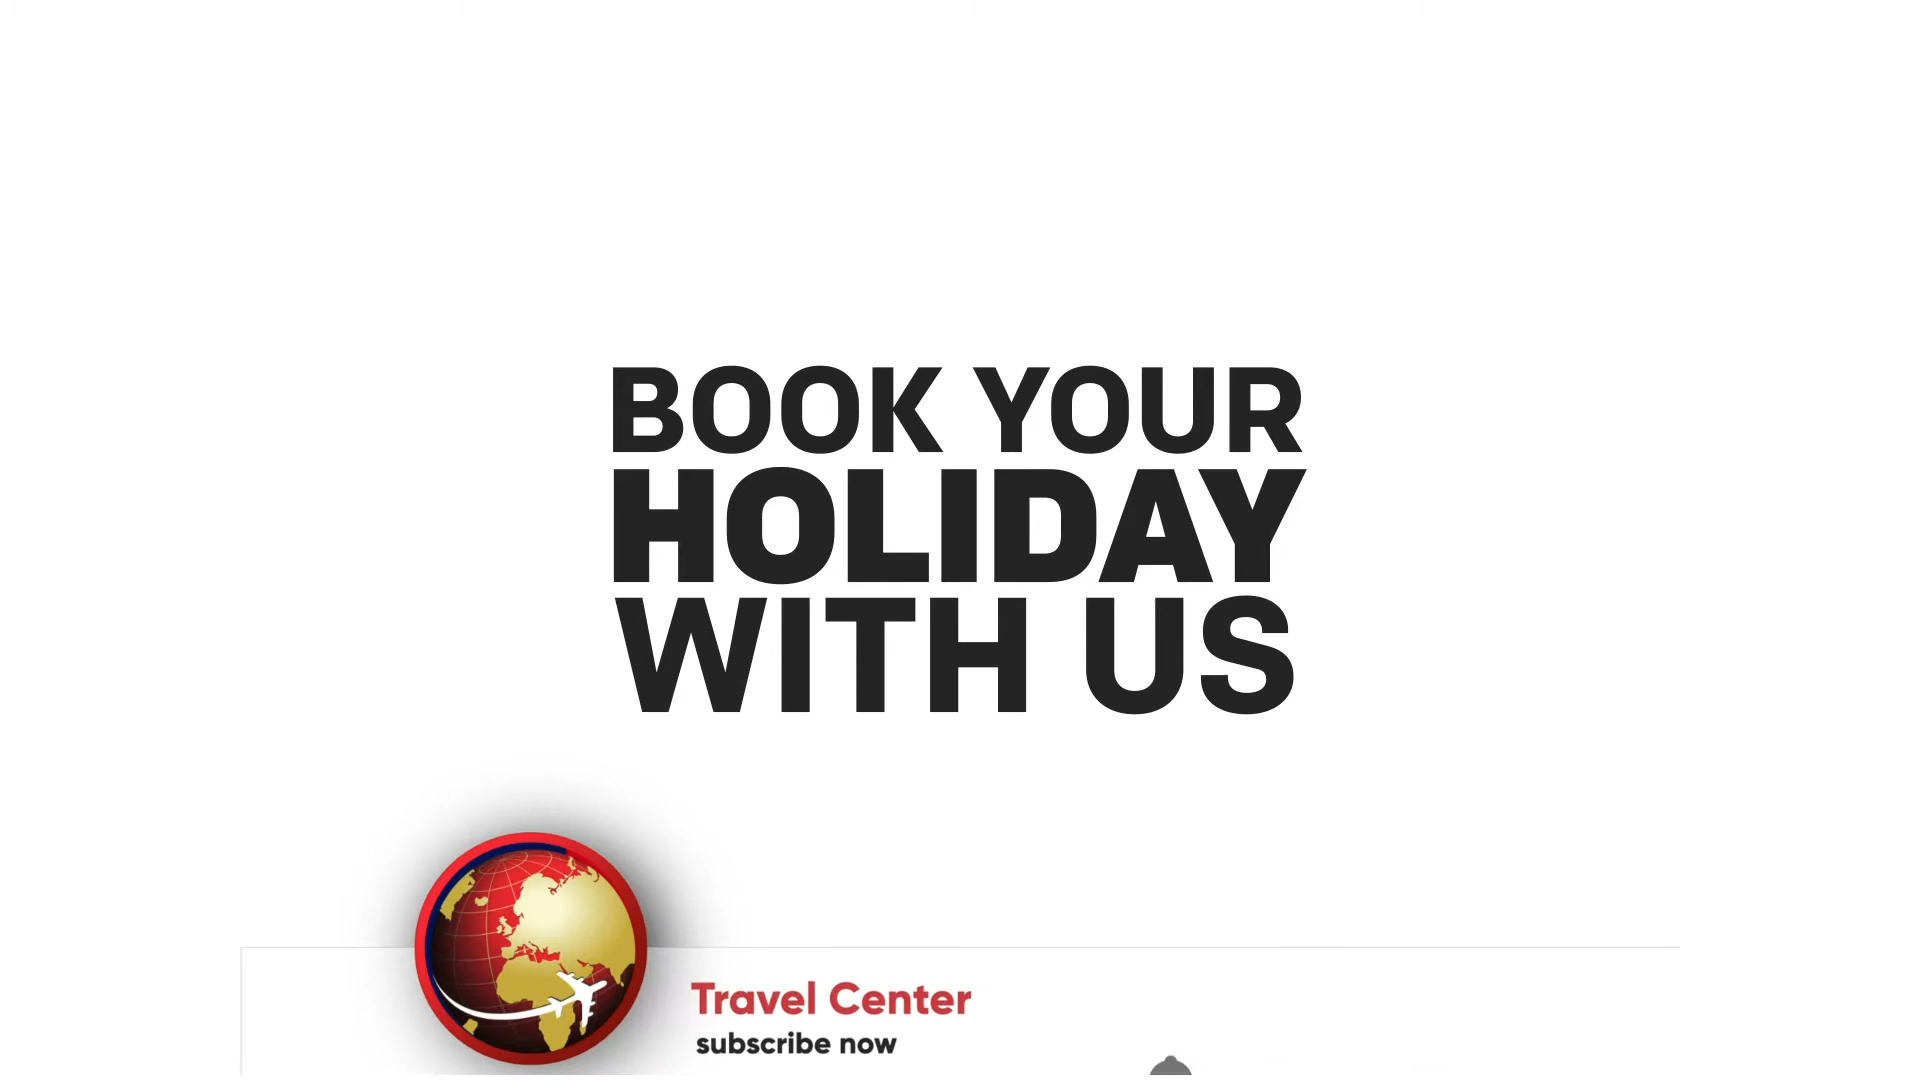 BOOK YOUR
HOLIDAY
WITH US
Travel Center
subscribe now